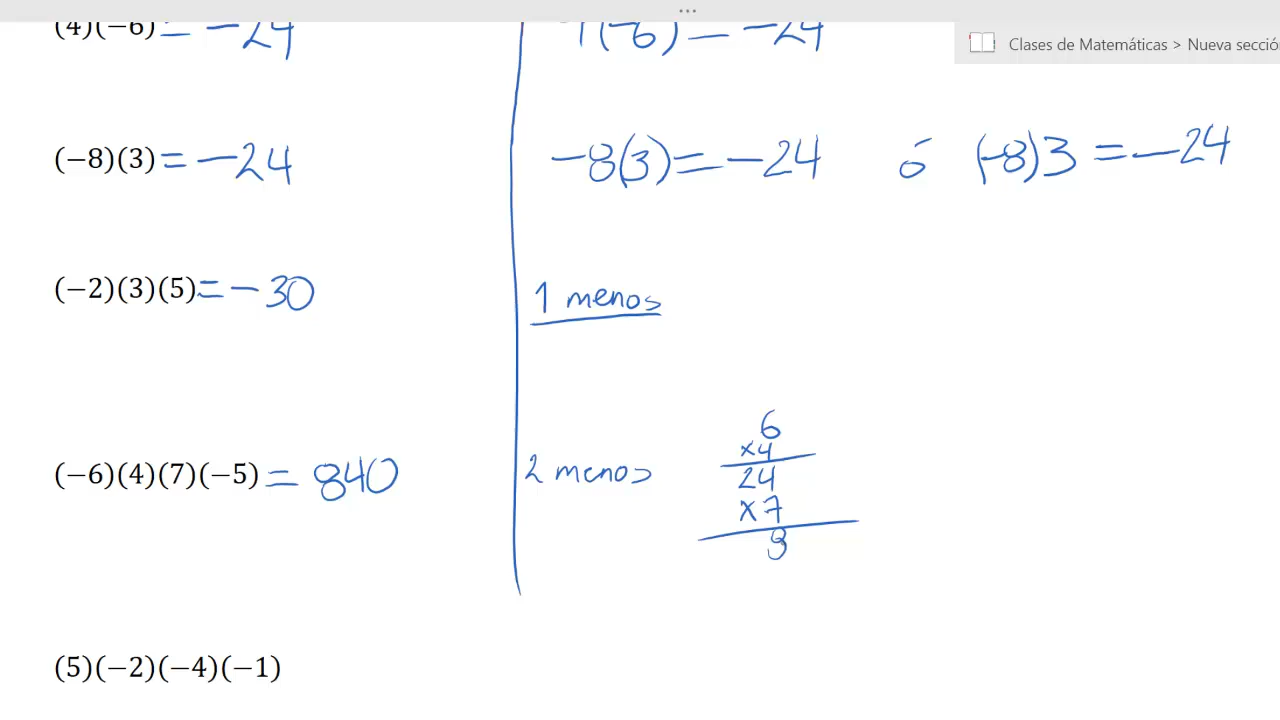 ...
Clases de Matemáticas > Nueva secció
(4)(−6) = −24
(−6) = −24
(−8)(3) = −24
−8(3) = −24 ó (−8)3 = −24
(−2)(3)(5) = −30
1 menos
(−6)(4)(7)(−5) = 840
2 menos
6
×4
24
×7
(5)(−2)(−4)(−1)